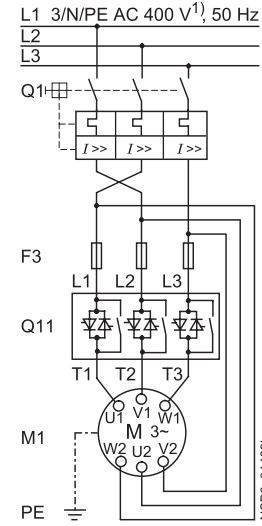 L1 3/N/PE AC 400 V1), 50 Hz
L2
L3
Q1
I >> I >> I >>
F3
L1 L2 L3
Q11
T1 T2 T3
U1 V1 W1
M1
M 3~
W2 U2 V2
PE